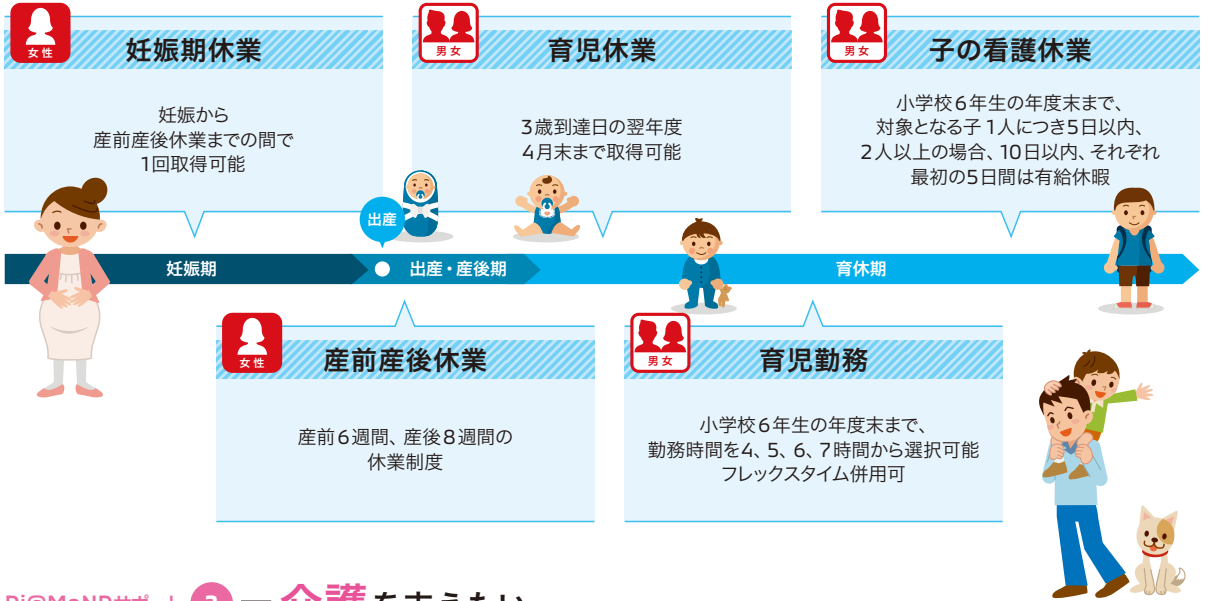 女性
妊娠期休業
妊娠から
産前産後休業までの間で
1回取得可能
男女
育児休業
3歳到達日の翌年度
4月末まで取得可能
男女
子の看護休業
小学校6年生の年度末まで、
対象となる子1人につき5日以内、
2人以上の場合、10日以内、それぞれ
最初の5日間は有給休暇
出産
妊娠期
出産・産後期
育休期
女性
産前産後休業
産前6週間、産後8週間の
休業制度
男女
育児勤務
小学校6年生の年度末まで、
勤務時間を4、5、6、7時間から選択可能
フレックスタイム併用可
介護を支えたい